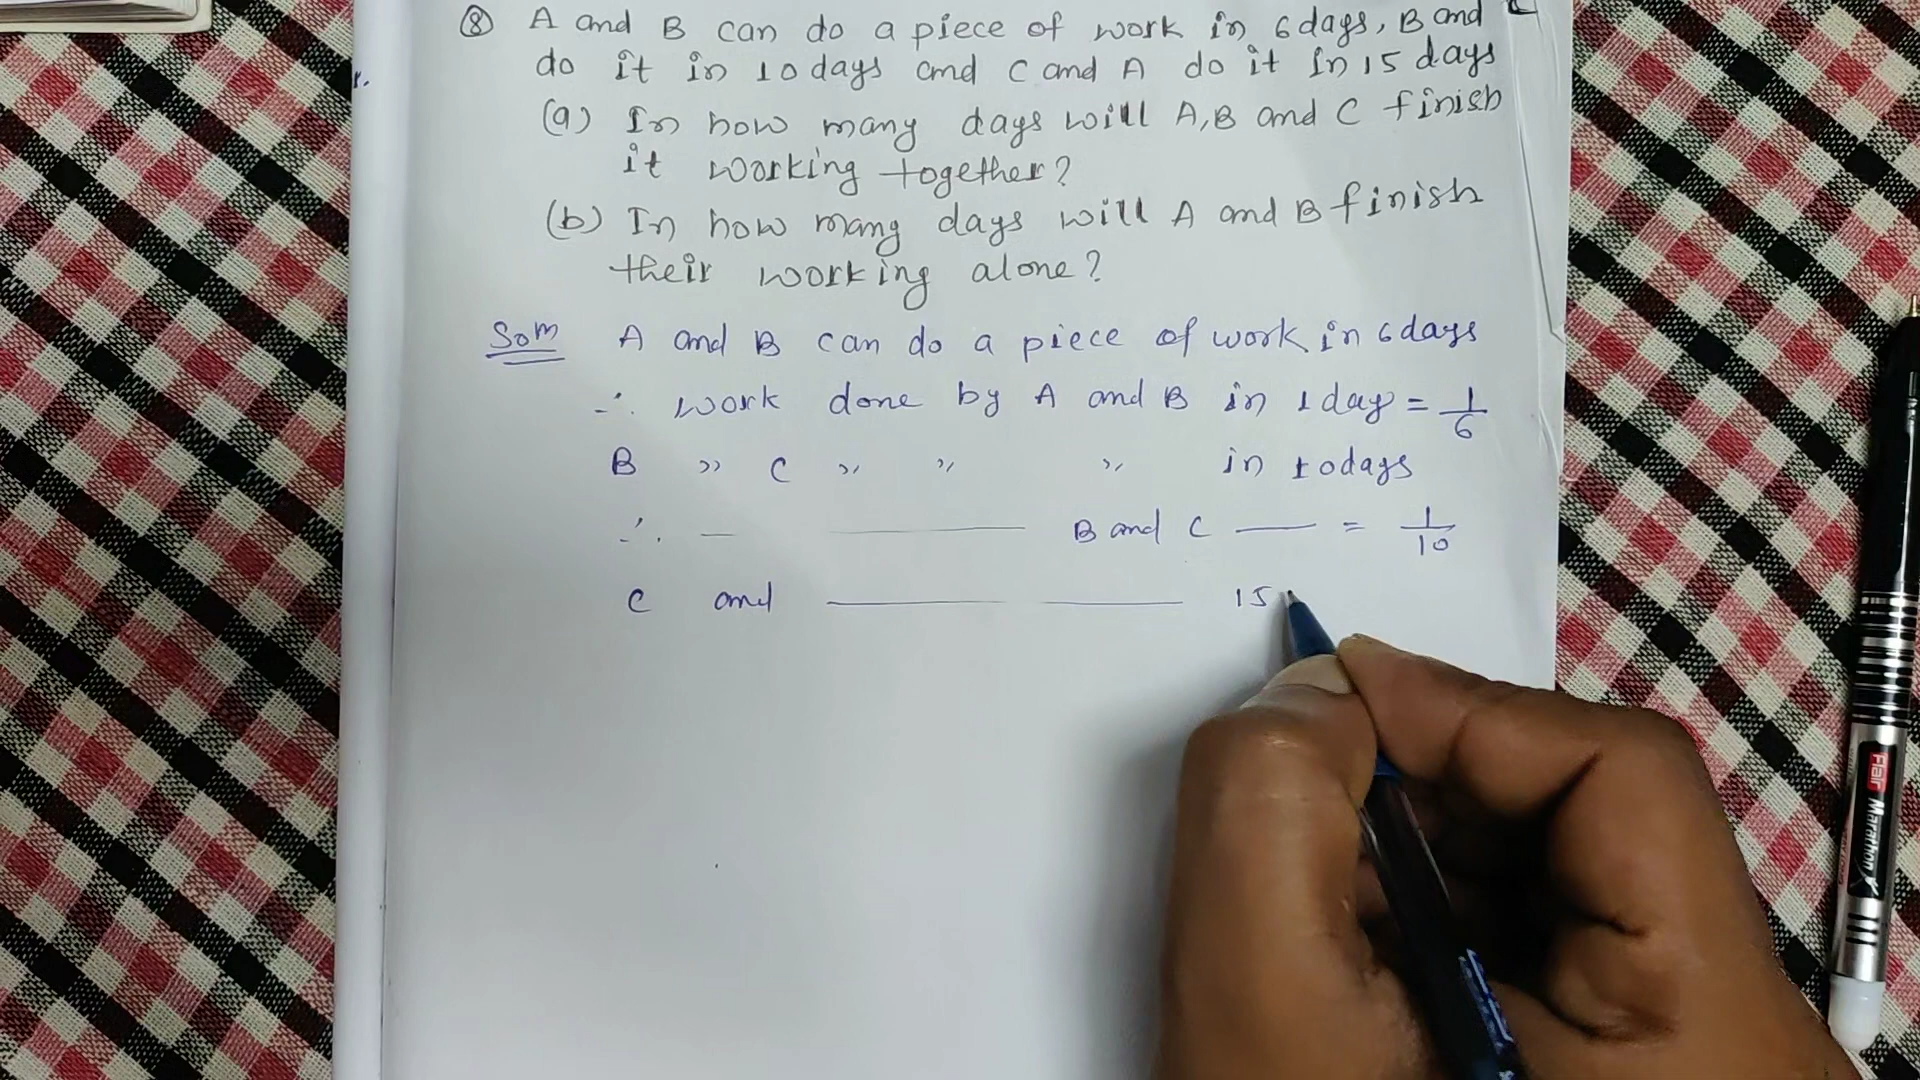 (8) A and B can do a piece of work in 6 days, B and C
do it in 10 days and C and A do it in 15 days
(a) In how many days will A, B and C finish
it working together?
(b) In how many days will A and B finish
their working alone?
Som A and B can do a piece of work in 6 days
∴ work done by A and B in 1 day = 1/6
B " C " " " in 10 days
∴ — —— B and C — = 1/10
C and —— —— 15
Flair Marathon